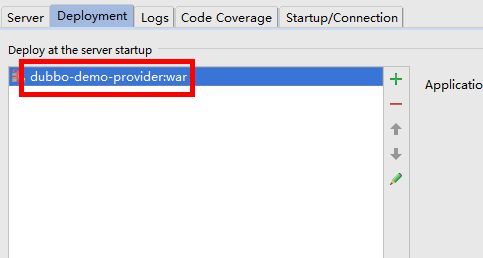 Server Deployment Logs Code Coverage Startup/Connection
Deploy at the server startup
dubbo-demo-provider:war
Applicatio